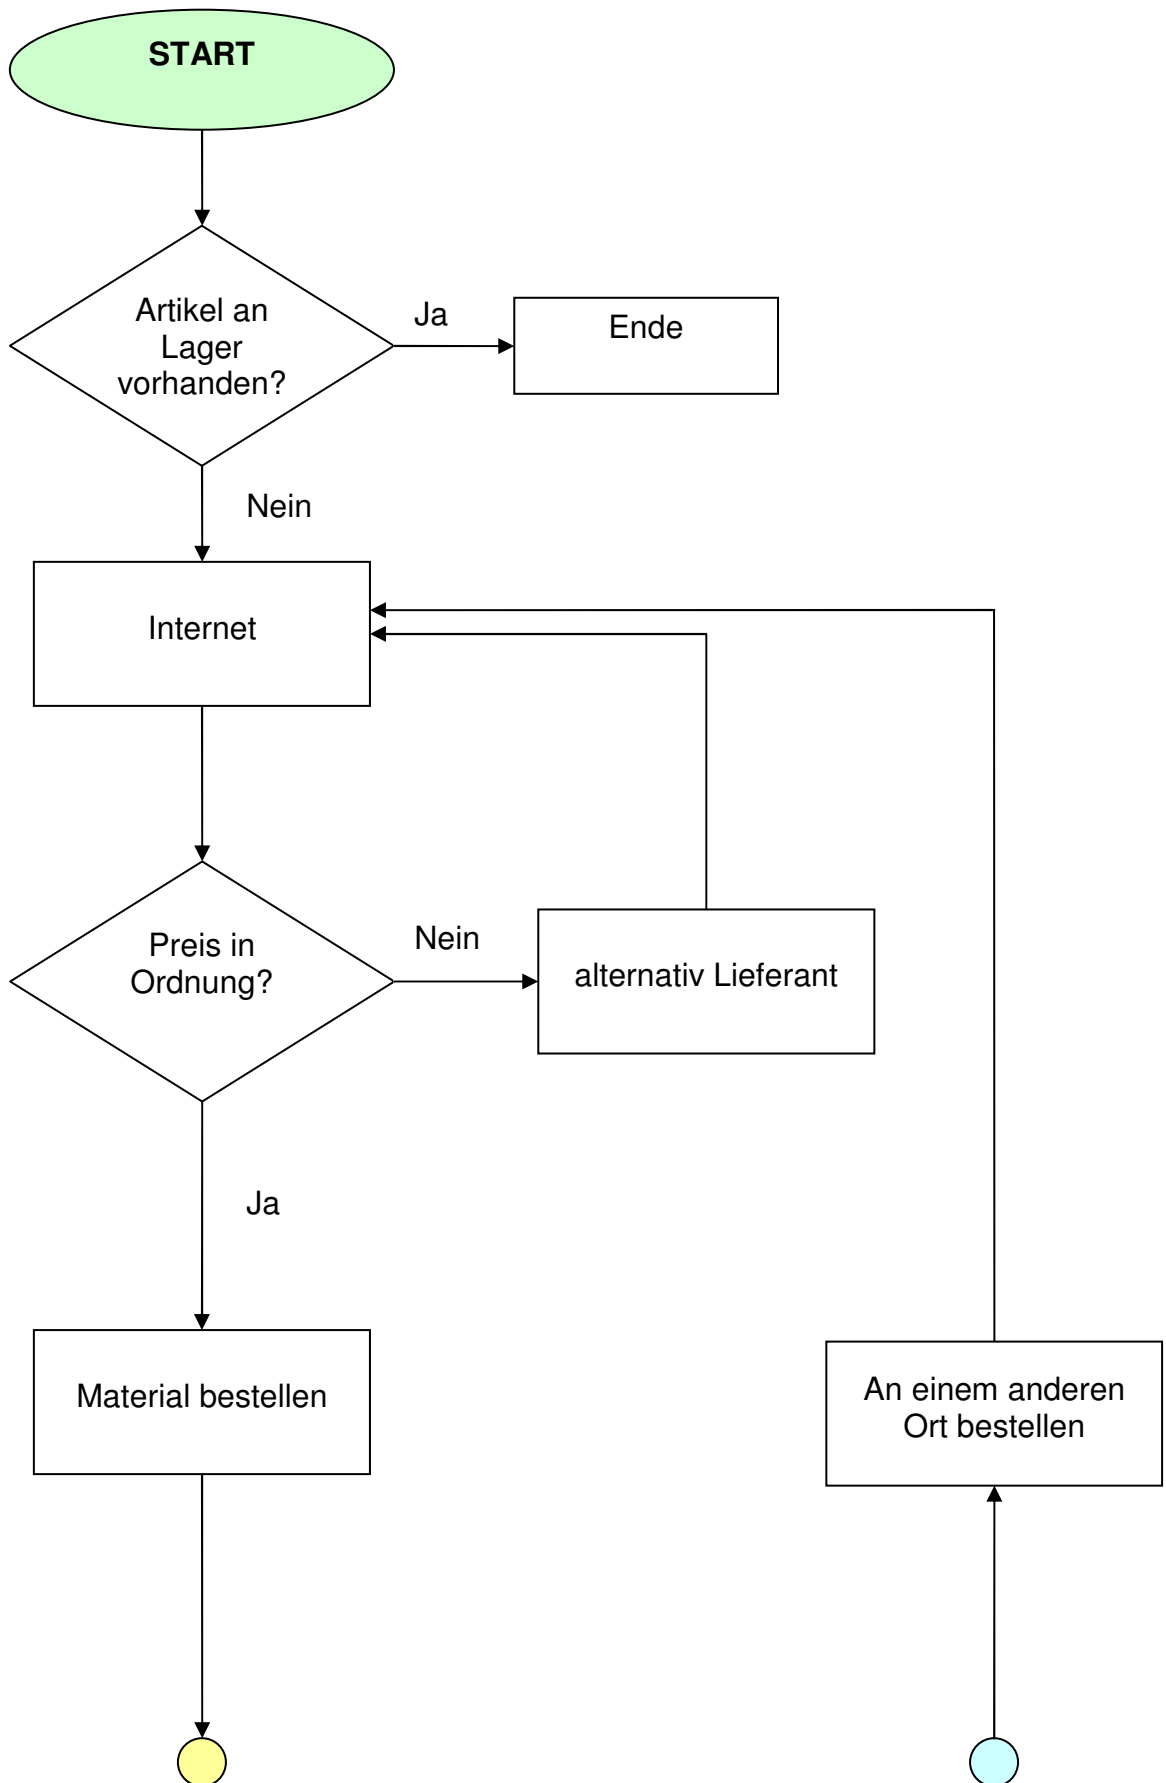 START
Artikel an
Lager
vorhanden?
Ja
Ende
Nein
Internet
Preis in
Ordnung?
Nein
alternativ Lieferant
Ja
Material bestellen
An einem anderen
Ort bestellen